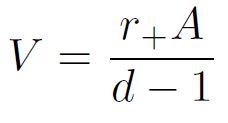 V = \frac{r_+ A}{d - 1}